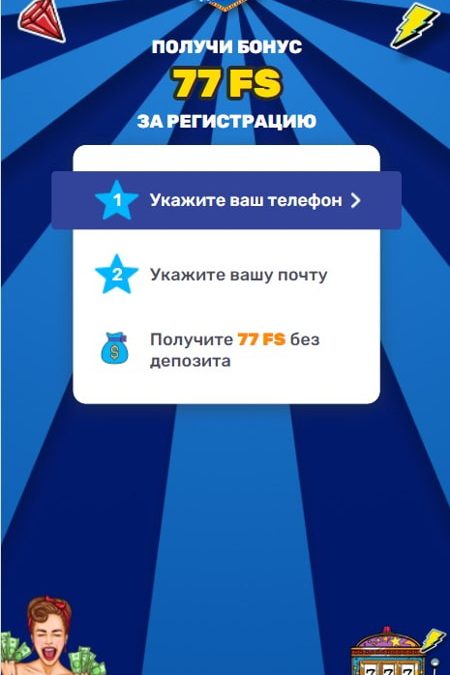 ПОЛУЧИ БОНУС
77 FS
ЗА РЕГИСТРАЦИЮ
1 Укажите ваш телефон
2 Укажите вашу почту
Получите 77 FS без
депозита
$
777